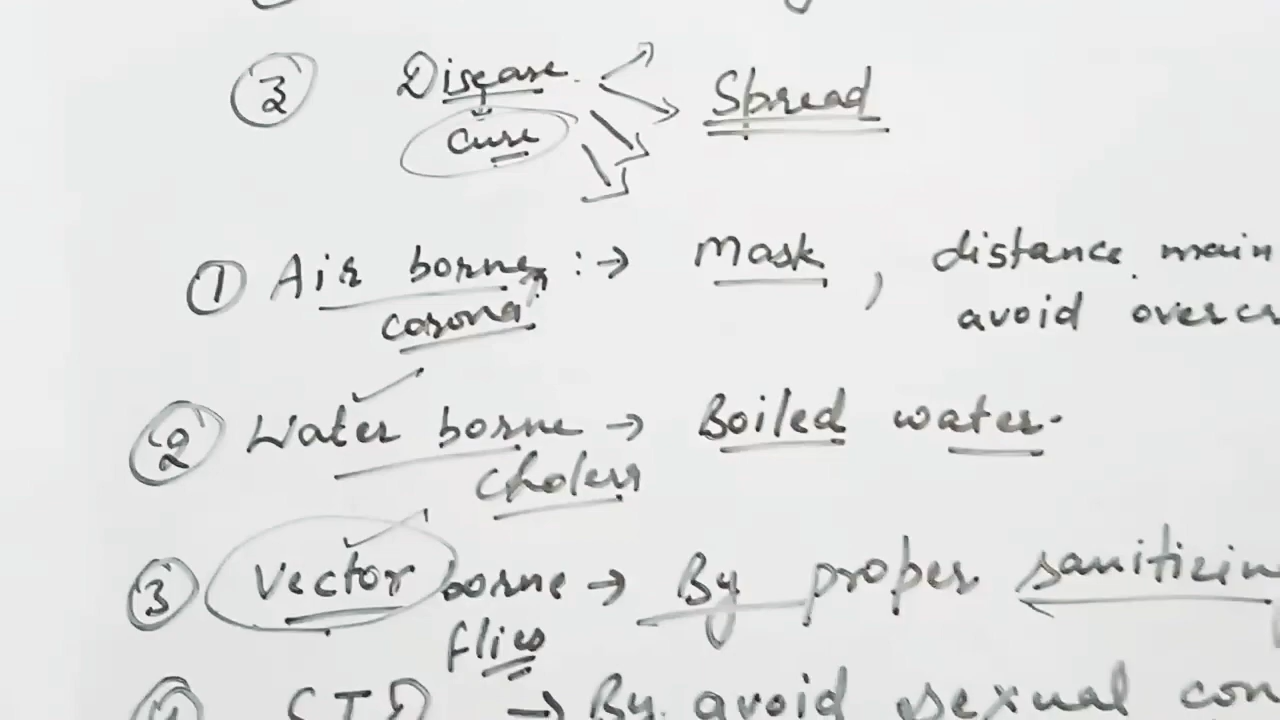 ③ Disease. Spread
cure
① Air borne :→ Mask, distance main
corona avoid overcr
② Water borne → Boiled water.
cholera
③ Vector borne → By proper sanitizin
flies
→ By avoid sexual con